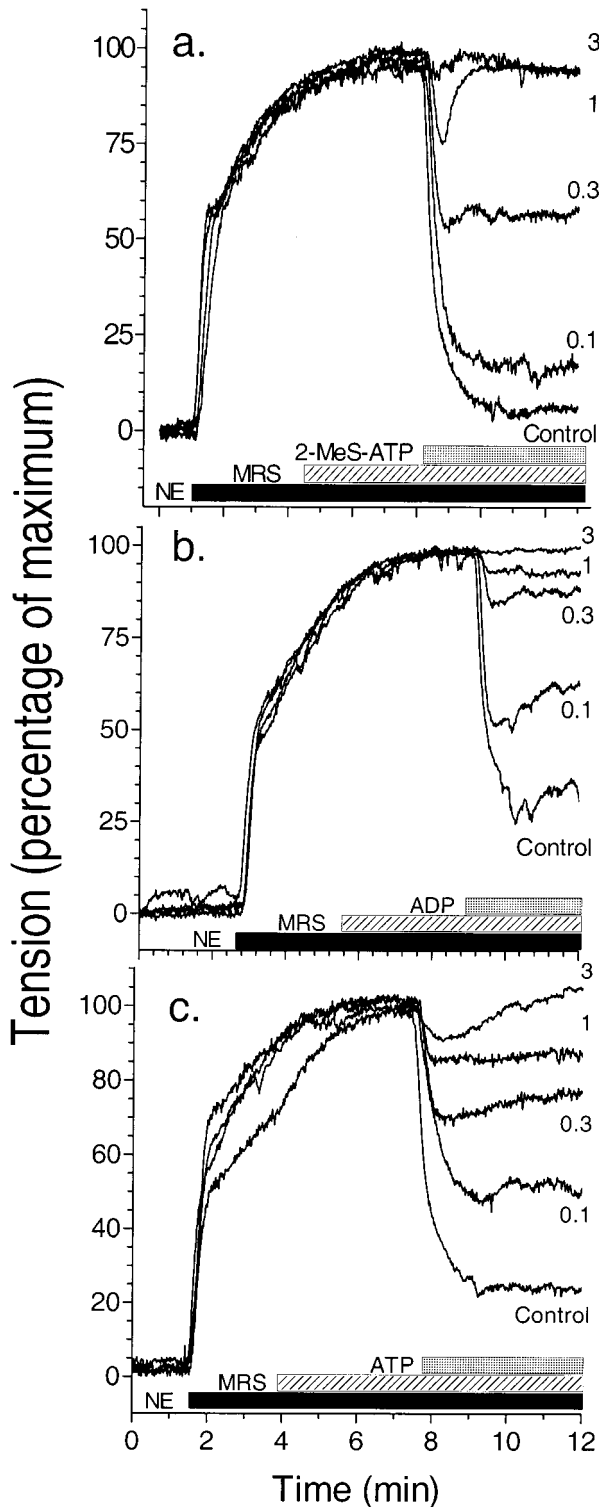 Tension (percentage of maximum)
a.
100
75
50
25
0
3
1
0.3
0.1
Control
2-MeS-ATP
MRS
NE
b.
100
75
50
25
0
3
1
0.3
0.1
Control
ADP
MRS
NE
c.
100
80
60
40
20
0
3
1
0.3
0.1
Control
ATP
MRS
NE
0 2 4 6 8 10 12
Time (min)